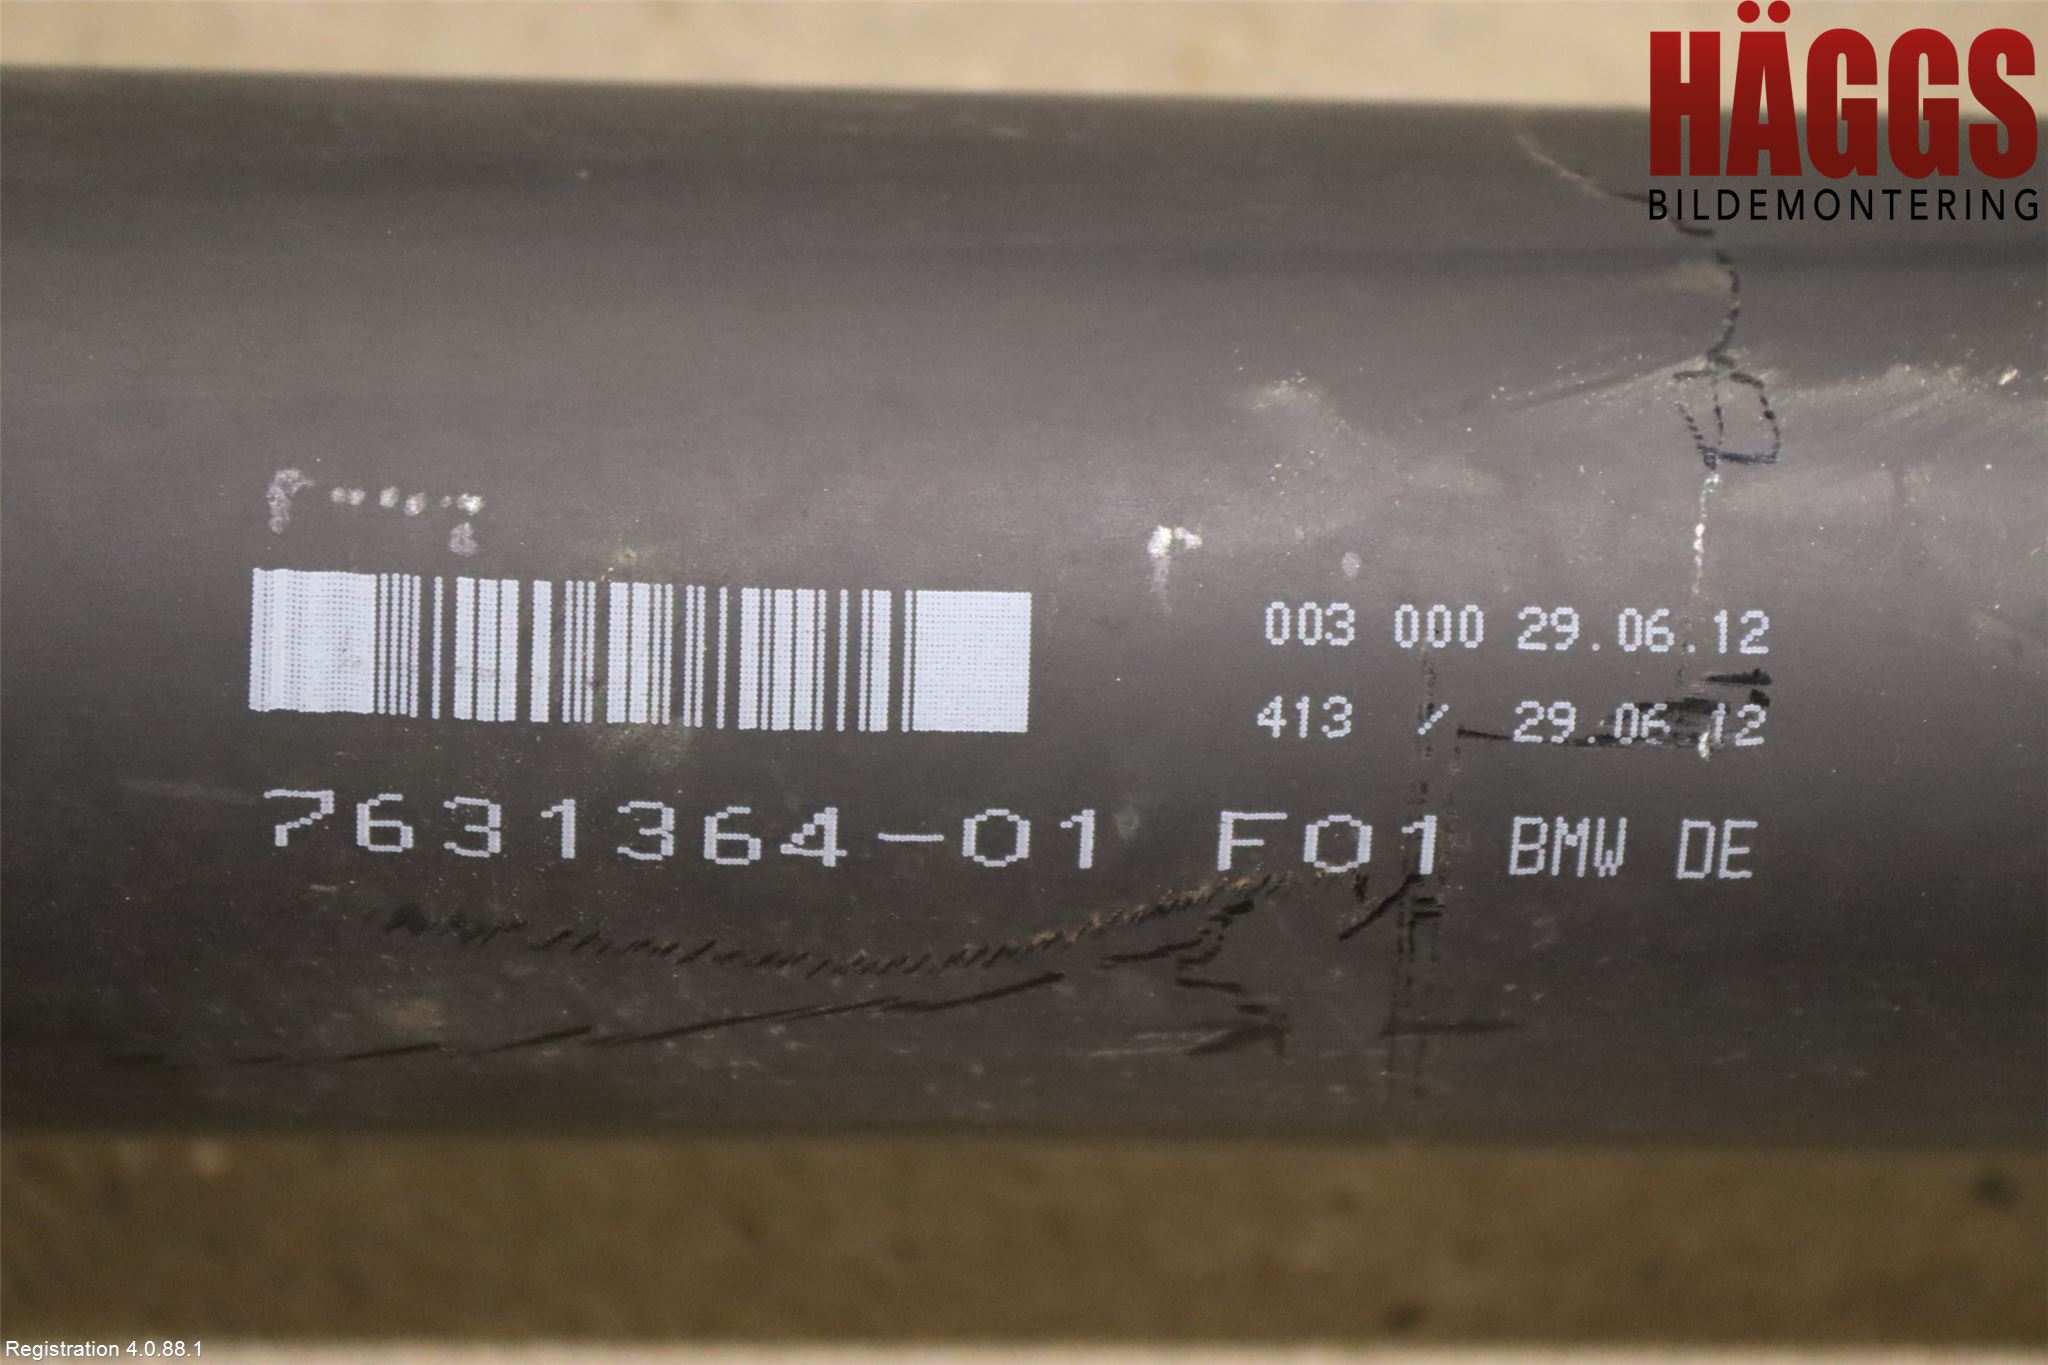 HÄGGS
BILDEMONTERING
003 000 29.06.12
413 / 29.06.12
7631364-01 F01 BMW DE
Registration 4.0.88.1